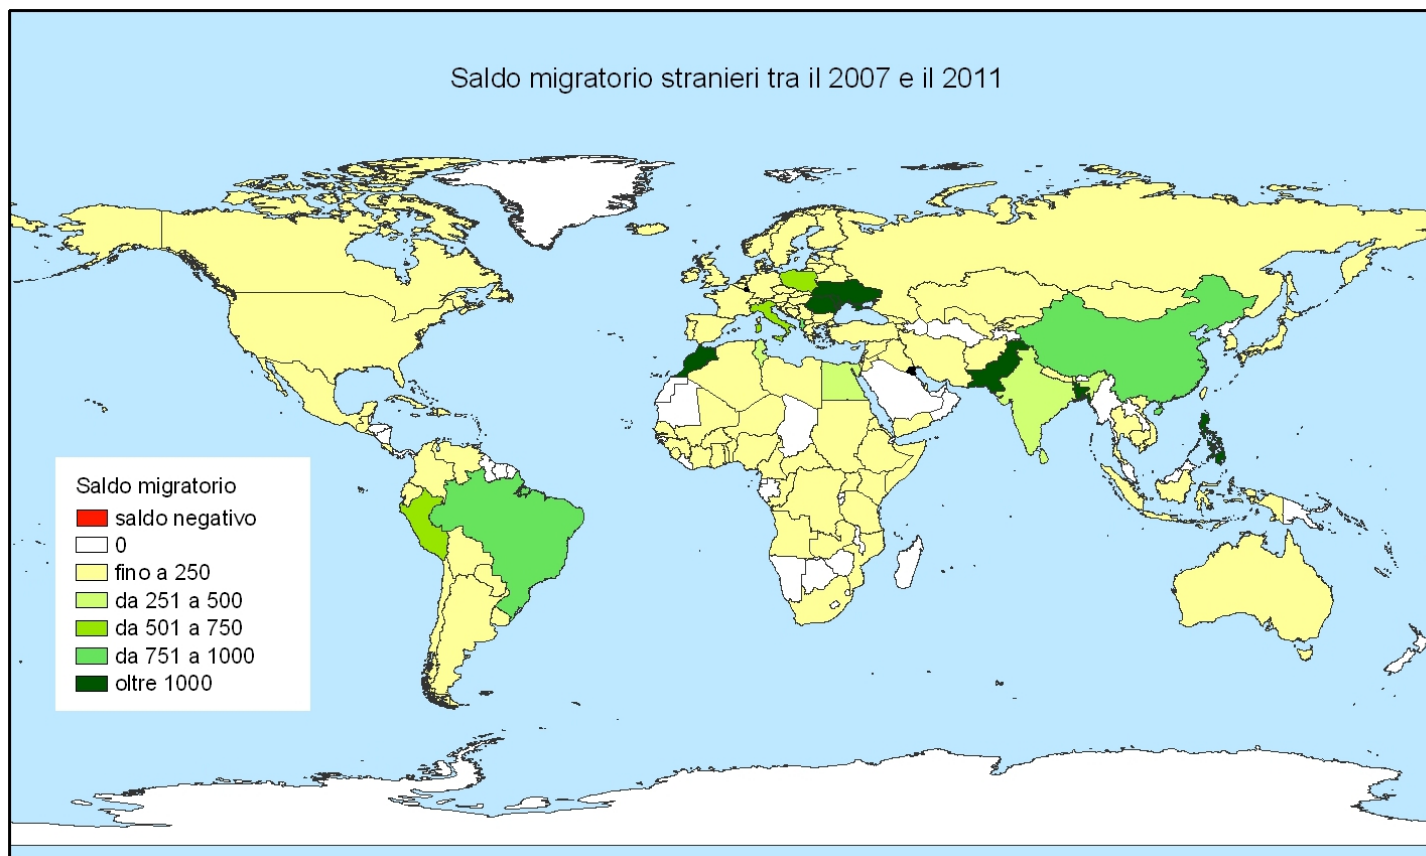 Saldo migratorio stranieri tra il 2007 e il 2011
Saldo migratorio
saldo negativo
0
fino a 250
da 251 a 500
da 501 a 750
da 751 a 1000
oltre 1000